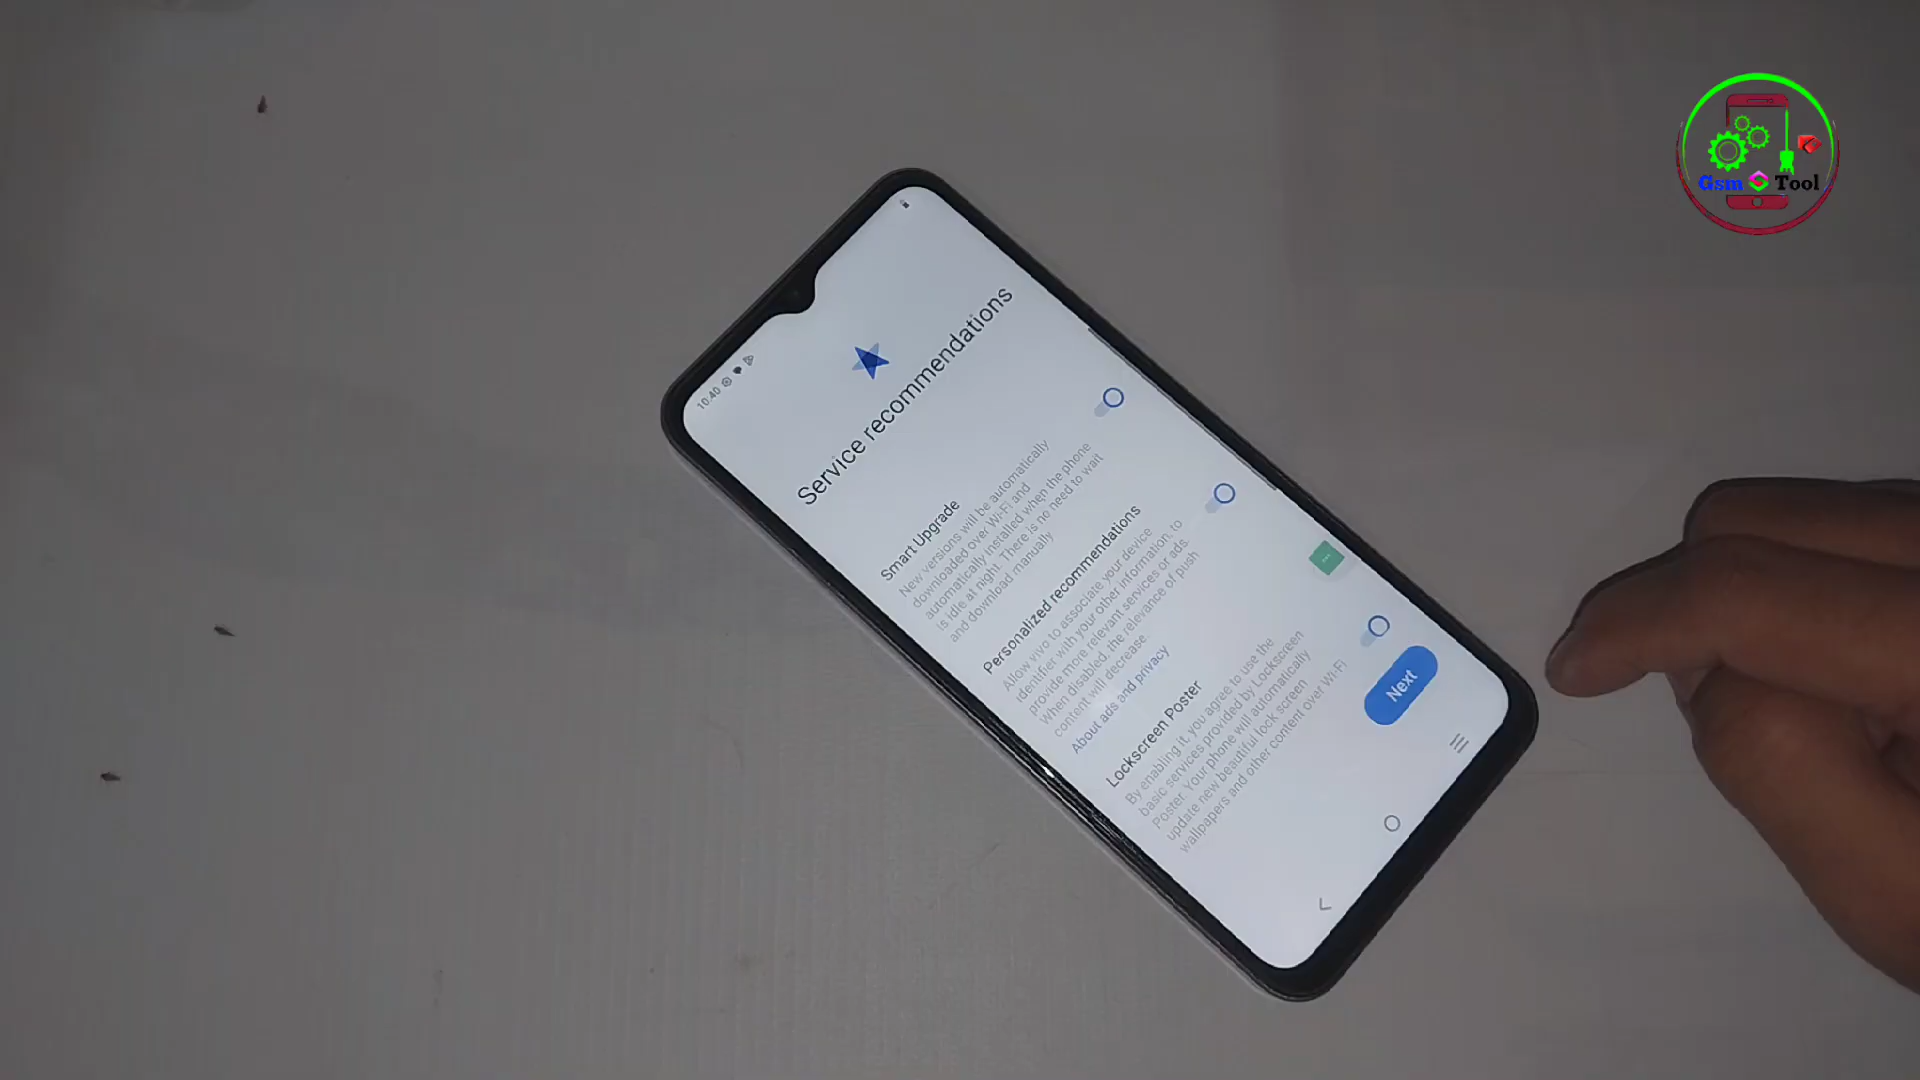 Gsm Tool
10:40
Service recommendations
Smart Upgrade
New versions will be automatically
downloaded over Wi-Fi and
automatically installed when the phone
is idle at night. There is no need to wait
and download manually
Personalized recommendations
Allow vivo to associate your device
identifier with your other information, to
provide more relevant services or ads.
When disabled, the relevance of push
content will decrease.
About ads and privacy
Lockscreen Poster
By enabling it, you agree to use the
basic services provided by Lockscreen
Poster. Your phone will automatically
update new beautiful lock screen
wallpapers and other content over Wi-Fi
Next